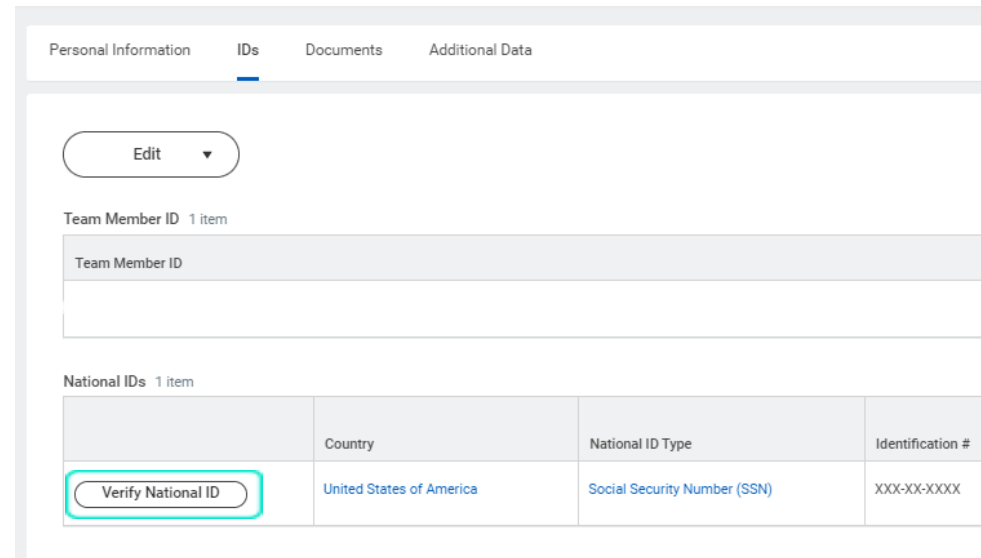 Personal Information IDs Documents Additional Data
Edit
Team Member ID 1 item
Team Member ID
National IDs 1 item
Country National ID Type Identification #
Verify National ID United States of America Social Security Number (SSN) XXX-XX-XXXX